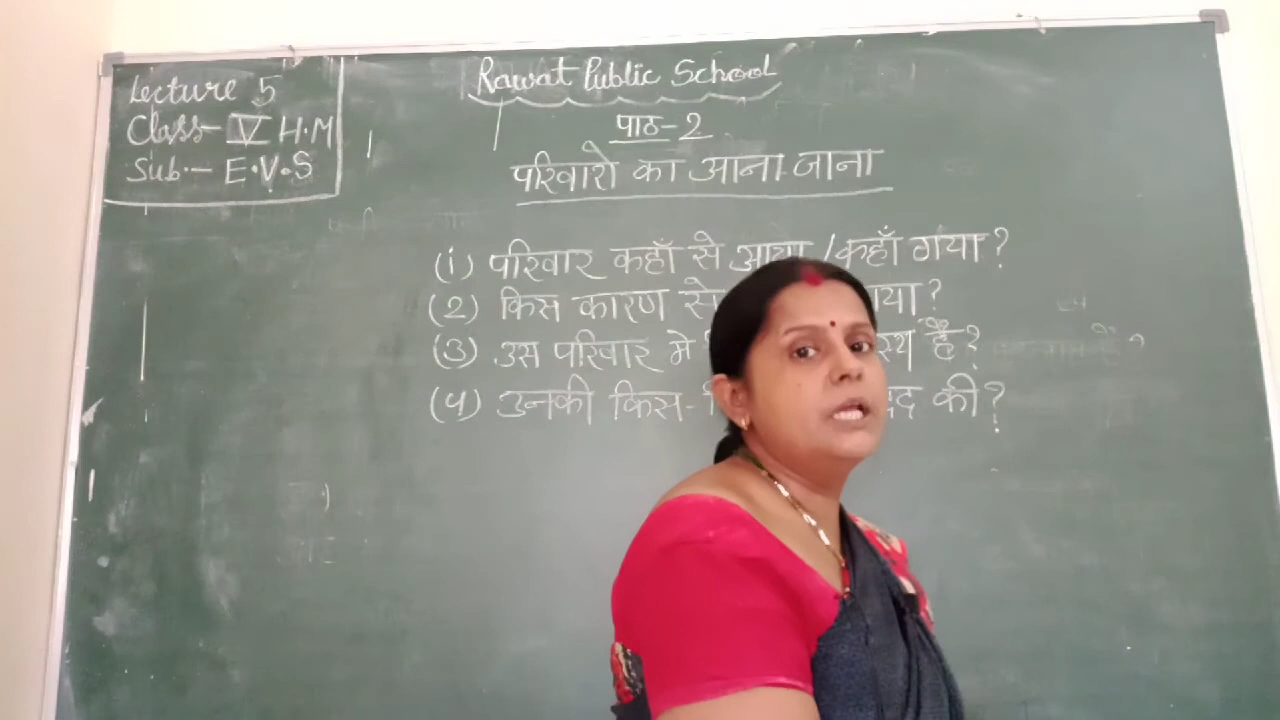 Lecture 5
Class- V H.M
Sub.- E.V.S
Rawat Public School
पाठ-2
परिवारो का आना-जाना
(1) परिवार कहाँ से आया /कहाँ गया?
(2) किस कारण से गया?
(3) उस परिवार मे है?
(4) उनकी किस- की?